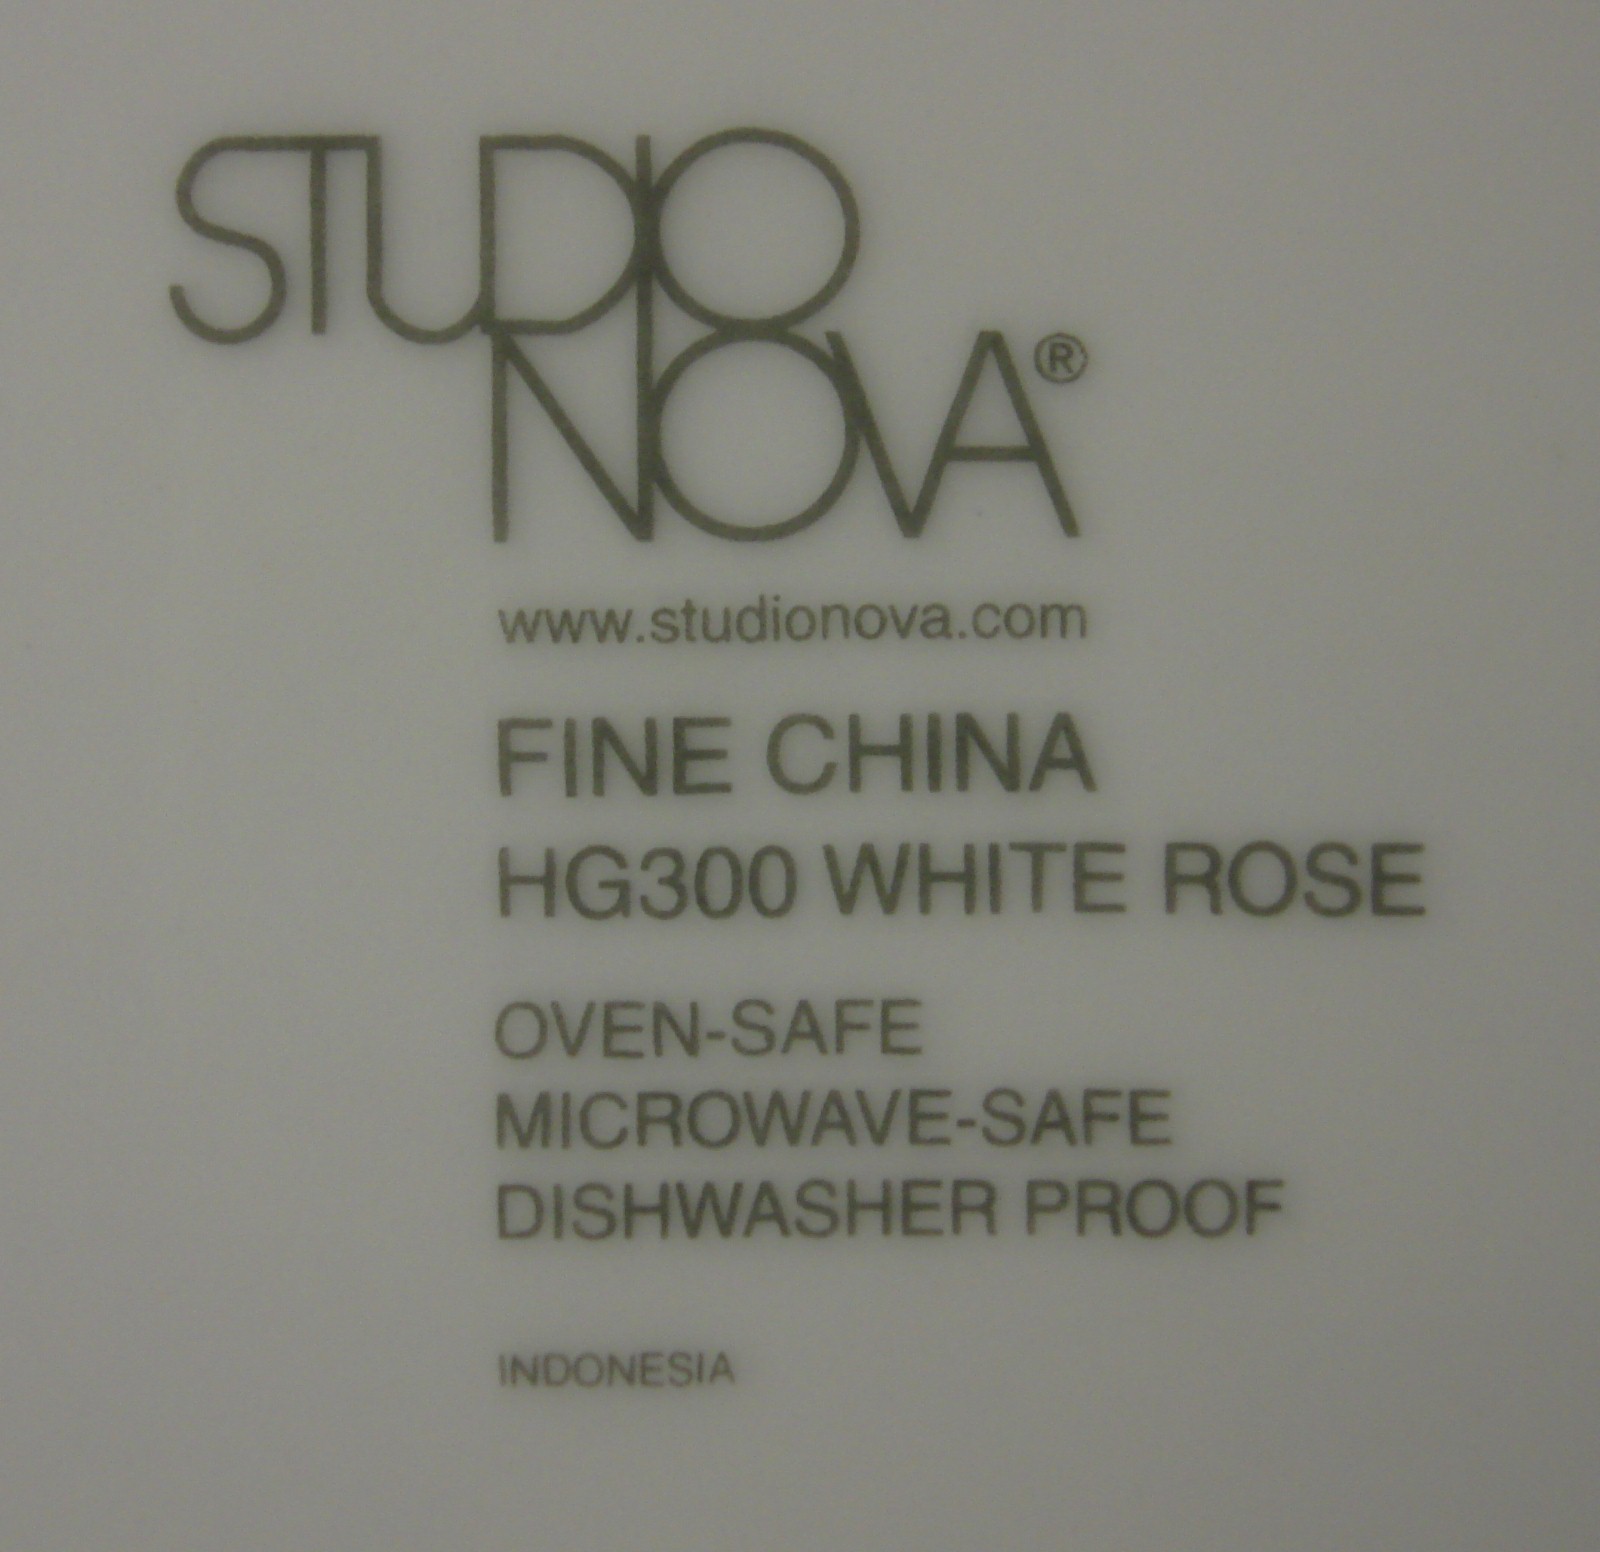 STUDIO
NOVA®
www.studionova.com
FINE CHINA
HG300 WHITE ROSE
OVEN-SAFE
MICROWAVE-SAFE
DISHWASHER PROOF
INDONESIA